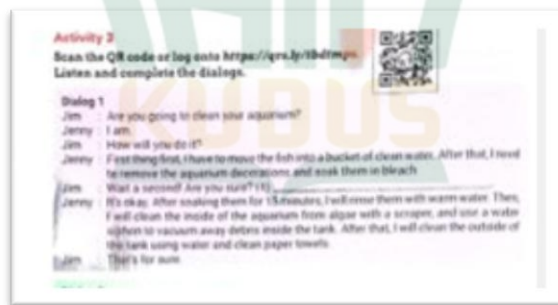 Activity 3
Scan the QR code or log onto
Listen and complete the dialogs.
Dialog 1
Jim : Are you going to clean your aquarium?
Jenny : I am.
Jim : How will you do it?
Jenny : First thing first, I have to move the fish into a bucket of clean water. After that, I need
to remove the aquarium decorations and soak them in bleach
Jim : Wait a second! Are you sure? (1)
Jenny : It's okay. After soaking them for 15 minutes, I will rinse them with warm water. Then,
I will clean the inside of the aquarium from algae with a scraper, and use a water
siphon to vacuum away debris inside the tank. After that, I will clean the outside of
the tank using water and clean paper towels.
Jim : That's for sure.
KUDUS